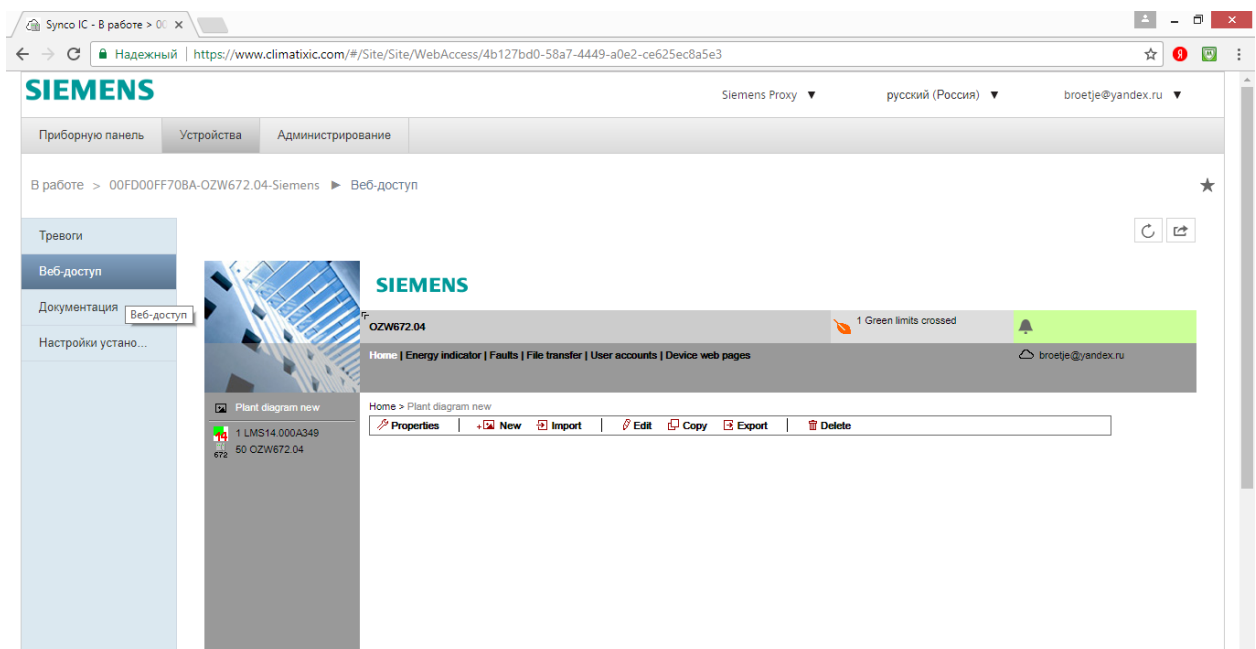 Synco IC - В работе > 00
Надежный https://www.climatixic.com/#/Site/Site/WebAccess/4b127bd0-58a7-4449-a0e2-ce625ec8a5e3
SIEMENS
Siemens Proxy ▼ русский (Россия) ▼ broetje@yandex.ru ▼
Приборную панель Устройства Администрирование
В работе > 00FD00FF70BA-OZW672.04-Siemens ► Веб-доступ
Тревоги
Веб-доступ
Документация
Веб-доступ
Настройки устано...
SIEMENS
OZW672.04
1 Green limits crossed
Home | Energy indicator | Faults | File transfer | User accounts | Device web pages
broetje@yandex.ru
Plant diagram new
14 1 LMS14.000A349
672 50 OZW672.04
Home > Plant diagram new
Properties | New Import | Edit Copy Export | Delete